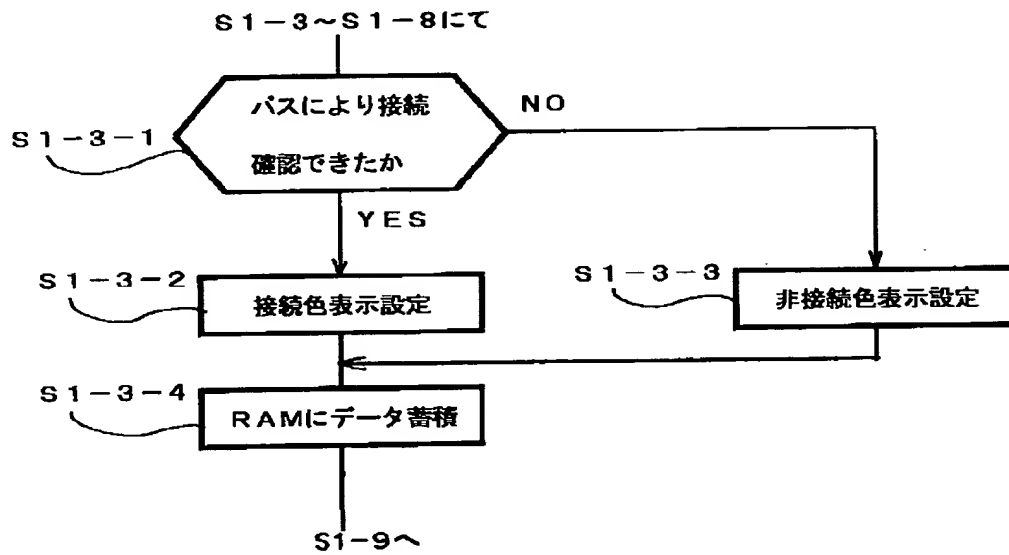 S1-3～S1-8にて
パスにより接続
確認できたか
NO
S1-3-1
YES
S1-3-2
接続色表示設定
S1-3-3
非接続色表示設定
S1-3-4
RAMにデータ蓄積
S1-9へ